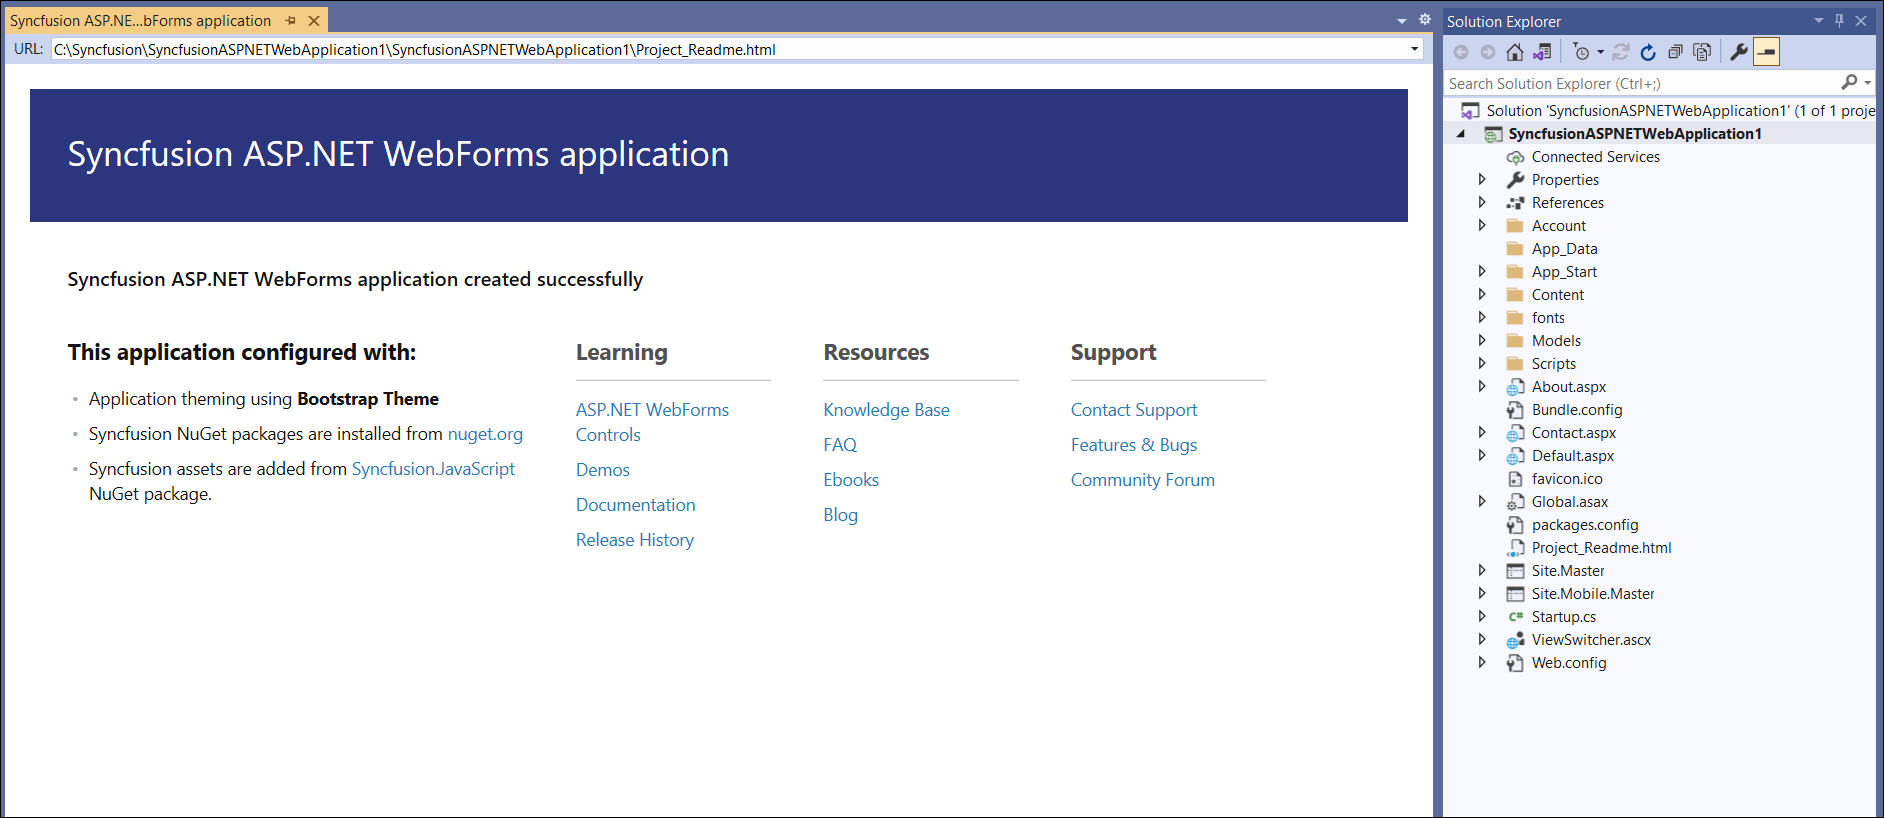 Syncfusion ASP.NE...bForms application
URL: C:\Syncfusion\SyncfusionASPNETWebApplication1\SyncfusionASPNETWebApplication1\Project_Readme.html
Syncfusion ASP.NET WebForms application
Syncfusion ASP.NET WebForms application created successfully
This application configured with:
Application theming using Bootstrap Theme
Syncfusion NuGet packages are installed from nuget.org
Syncfusion assets are added from Syncfusion.JavaScript
NuGet package.
Learning
ASP.NET WebForms
Controls
Demos
Documentation
Release History
Resources
Knowledge Base
FAQ
Ebooks
Blog
Support
Contact Support
Features & Bugs
Community Forum
Solution Explorer
Search Solution Explorer (Ctrl+;)
Solution 'SyncfusionASPNETWebApplication1' (1 of 1 proje
SyncfusionASPNETWebApplication1
Connected Services
Properties
References
Account
App_Data
App_Start
Content
fonts
Models
Scripts
About.aspx
Bundle.config
Contact.aspx
Default.aspx
favicon.ico
Global.asax
packages.config
Project_Readme.html
Site.Master
Site.Mobile.Master
C# Startup.cs
ViewSwitcher.ascx
Web.config